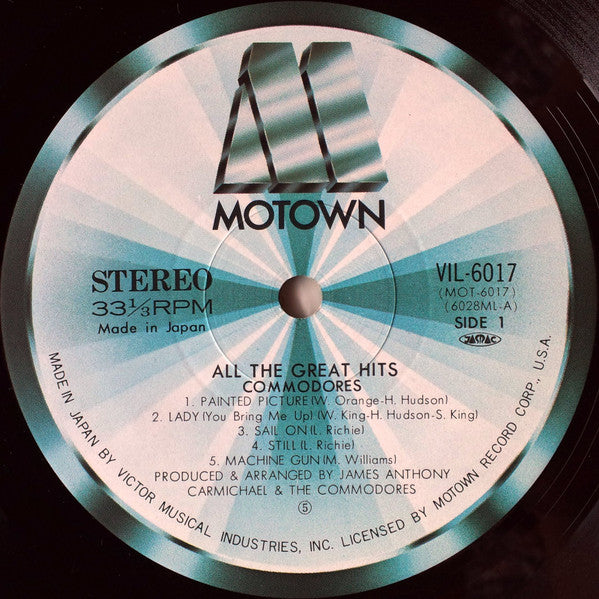 M
MOTOWN
STEREO
33⅓RPM
Made in Japan
VIL-6017
(MOT-6017)
(6028ML-A)
SIDE 1
JASRAC
ALL THE GREAT HITS
COMMODORES
1. PAINTED PICTURE(W. Orange-H. Hudson)
2. LADY (You Bring Me Up) (W. King-H. Hudson-S. King)
3. SAIL ON(L. Richie)
4. STILL(L. Richie)
5. MACHINE GUN(M. Williams)
PRODUCED & ARRANGED BY JAMES ANTHONY
CARMICHAEL & THE COMMODORES
⑤
MADE IN JAPAN BY VICTOR MUSICAL INDUSTRIES, INC. LICENSED BY MOTOWN RECORD CORP., U.S.A.